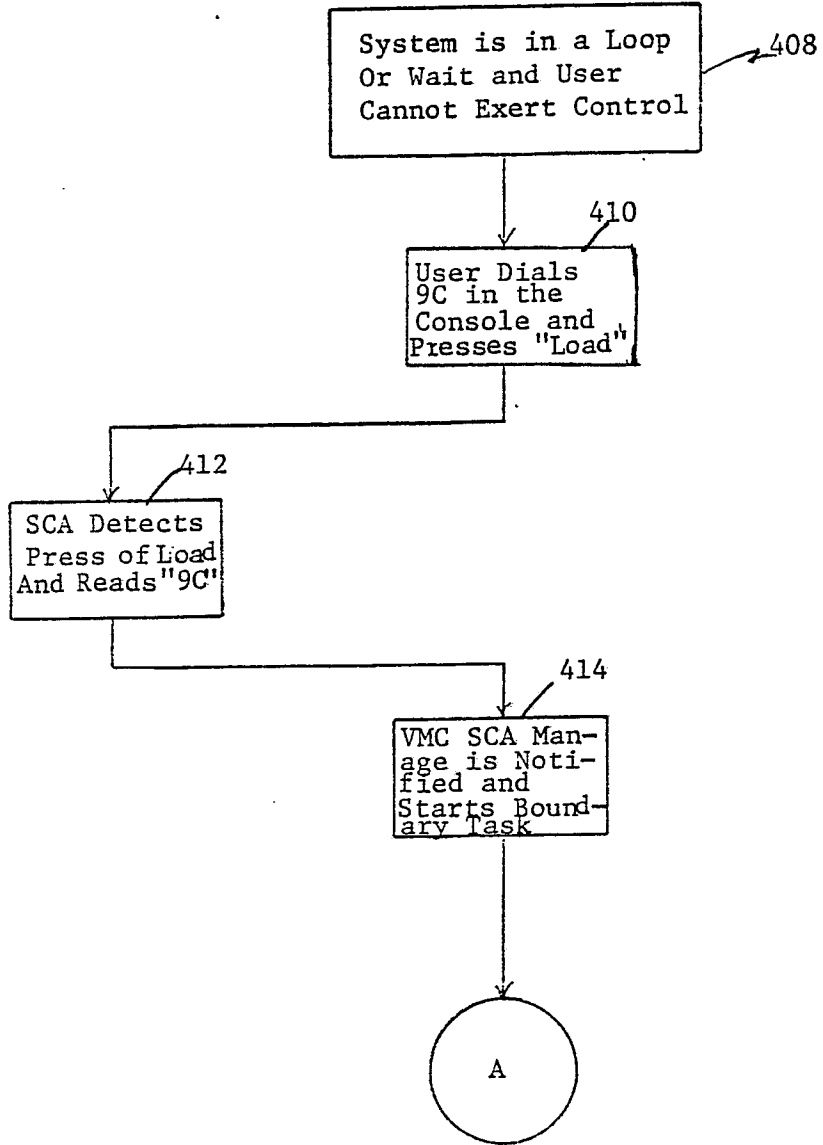 System is in a Loop
Or Wait and User
Cannot Exert Control
408
410
User Dials
9C in the
Console and
Presses "Load"
412
SCA Detects
Press of Load
And Reads "9C"
414
VMC SCA Man-
age is Noti-
fied and
Starts Bound-
ary Task
A